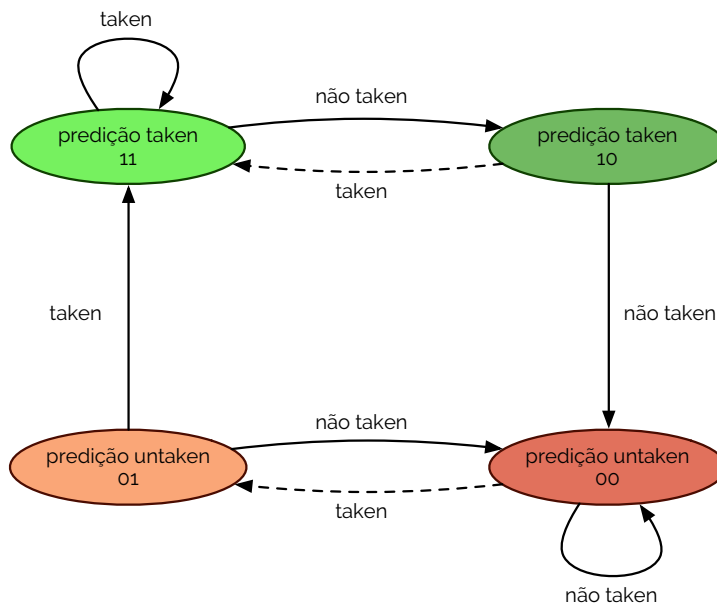 taken
não taken
predição taken
11
predição taken
10
taken
taken
não taken
não taken
predição untaken
01
predição untaken
00
taken
não taken